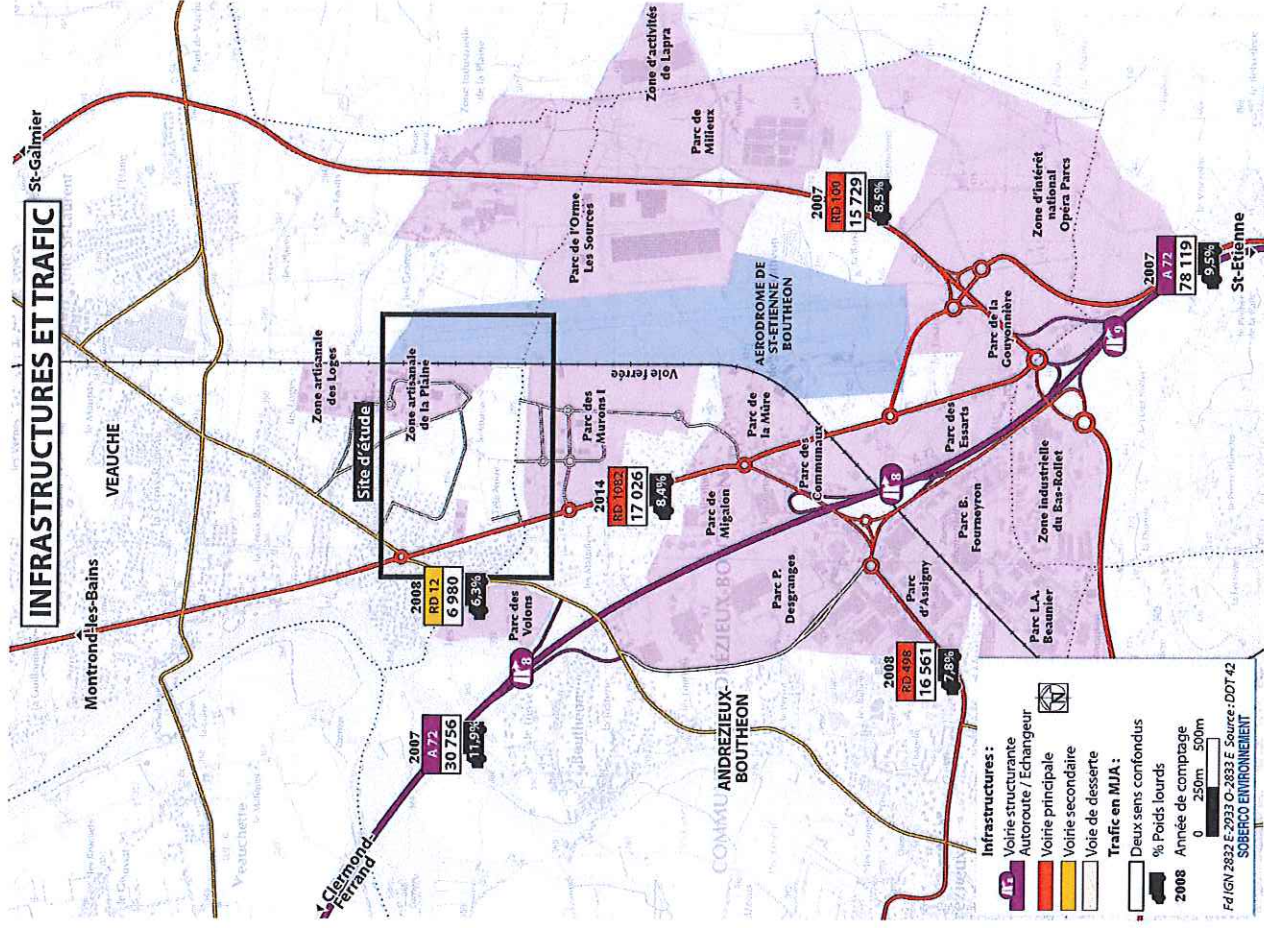 INFRASTRUCTURES ET TRAFIC
St-Galmier
Montrond-les-Bains
VEAUCHE
Zone artisanale
des Loges
Site d'étude
Zone artisanale
de la Plaine
Zone d'activités
de Lapra
Parc de
Milieux
Parc de l'Orme
Les Sources
2008
RD 12
6 980
6,3%
2014
RD 1082
17 026
8,4%
Parc des
Murons I
Voie ferrée
Parc des
Volons
2007
A 72
30 756
11,9%
Clermond-
Ferrand
8
AERODROME DE
ST-ETIENNE /
BOUTHEON
2007
RD 100
15 729
8,5%
Parc de
Migalon
Parc de
la Mûre
Parc des
Communaux
8
Parc P.
Desgranges
ANDREZIEUX-
BOUTHEON
Parc
d'Assigny
Parc B.
Fourneyron
Parc des
Essarts
Parc de la
Gouyonnière
Zone d'intérêt
national
Opéra Parcs
Zone industrielle
du Bas-Rollet
Parc L.A.
Beaunier
2008
RD 498
16 561
7,8%
9
2007
A 72
78 119
9,5%
St-Etienne
Infrastructures :
Voirie structurante
Autoroute / Echangeur
Voirie principale
Voirie secondaire
Voie de desserte
N
Trafic en MJA :
Deux sens confondus
% Poids lourds
2008 Année de comptage
0 250m 500m
Fd IGN 2832 E-2933 O-2833 E Source : DDT 42
SOBERCO ENVIRONNEMENT